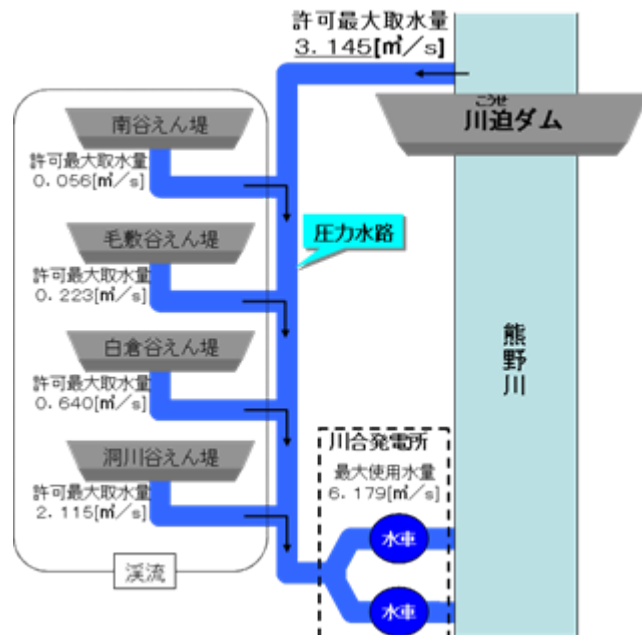 許可最大取水量
3.145[㎥/s]
こうせ
川迫ダム
南谷えん堤
許可最大取水量
0.056[㎥/s]
圧力水路
毛敷谷えん堤
許可最大取水量
0.223[㎥/s]
白倉谷えん堤
許可最大取水量
0.640[㎥/s]
熊野川
洞川谷えん堤
許可最大取水量
2.115[㎥/s]
川合発電所
最大使用水量
6.179[㎥/s]
水車
水車
渓流